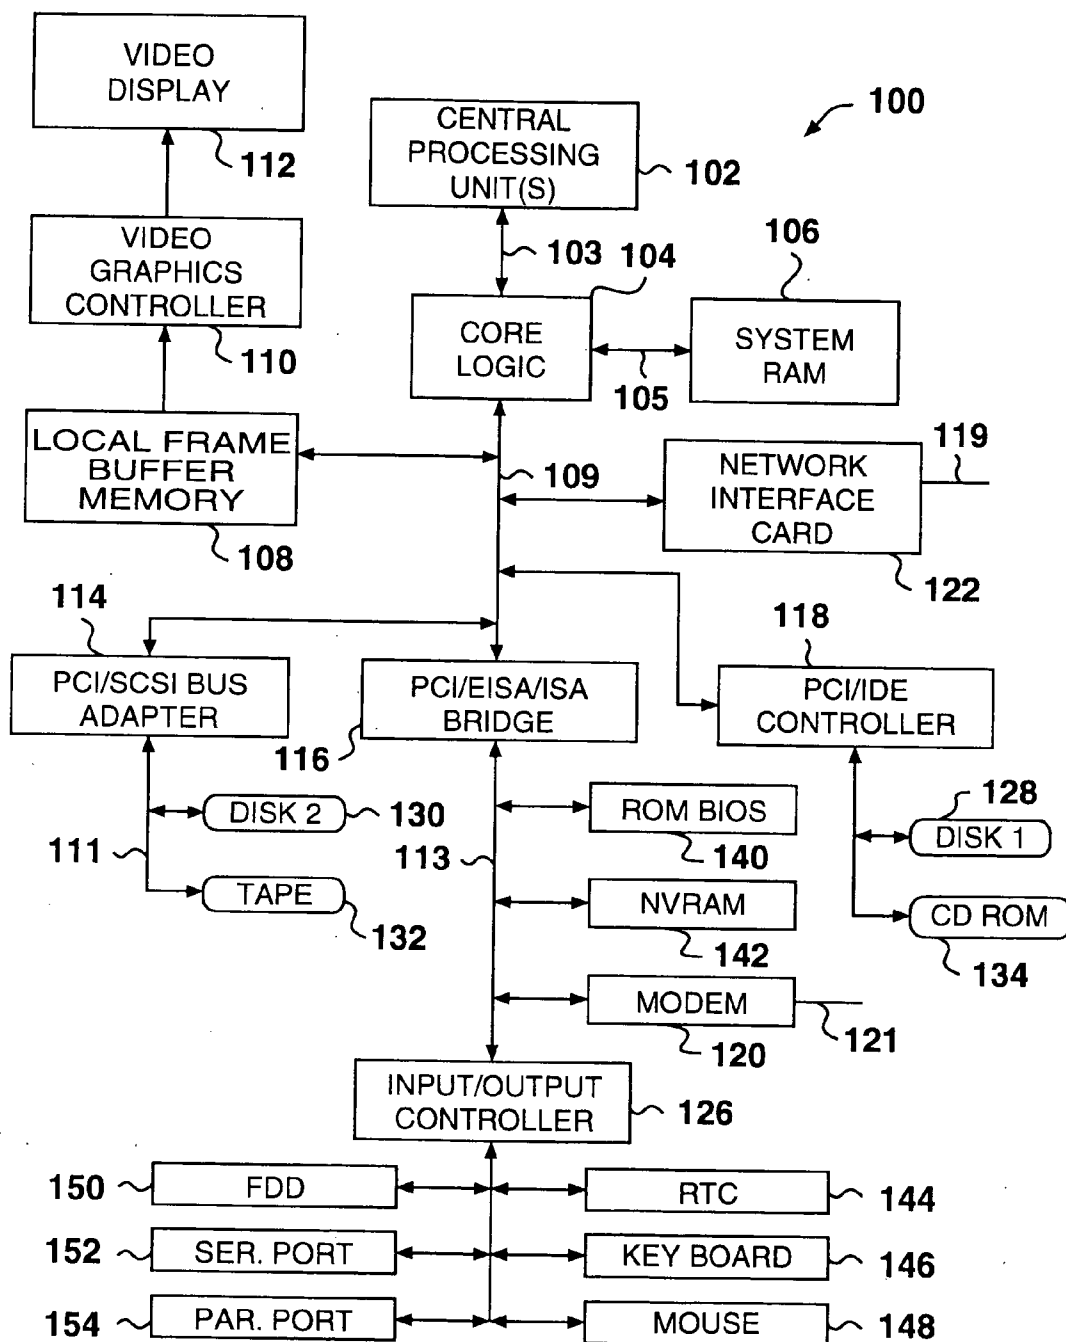 VIDEO
DISPLAY
112
CENTRAL
PROCESSING
UNIT(S)
102
100
VIDEO
GRAPHICS
CONTROLLER
110
103
104
106
CORE
LOGIC
105
SYSTEM
RAM
LOCAL FRAME
BUFFER
MEMORY
108
109
NETWORK
INTERFACE
CARD
119
122
114
PCI/SCSI BUS
ADAPTER
116
PCI/EISA/ISA
BRIDGE
118
PCI/IDE
CONTROLLER
111
DISK 2
130
TAPE
132
113
ROM BIOS
140
NVRAM
142
MODEM
120
121
128
DISK 1
CD ROM
134
INPUT/OUTPUT
CONTROLLER
126
150
FDD
RTC
144
152
SER. PORT
KEY BOARD
146
154
PAR. PORT
MOUSE
148